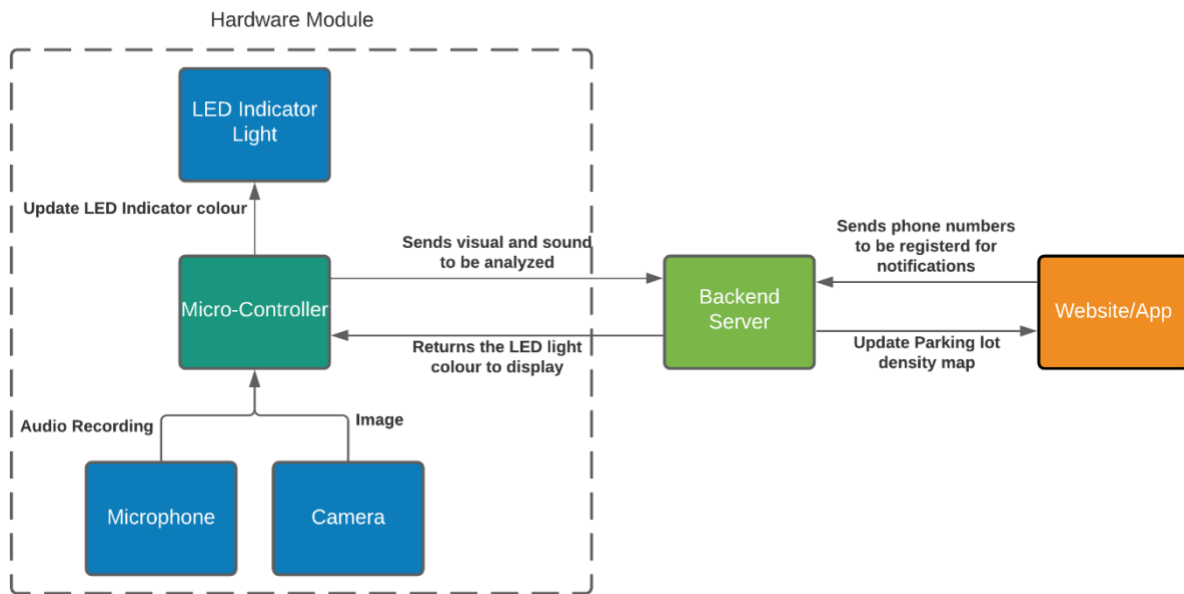 Hardware Module
LED Indicator
Light
Update LED Indicator colour
Sends visual and sound
to be analyzed
Sends phone numbers
to be registerd for
notifications
Micro-Controller
Backend
Server
Website/App
Returns the LED light
colour to display
Update Parking lot
density map
Audio Recording
Image
Microphone
Camera